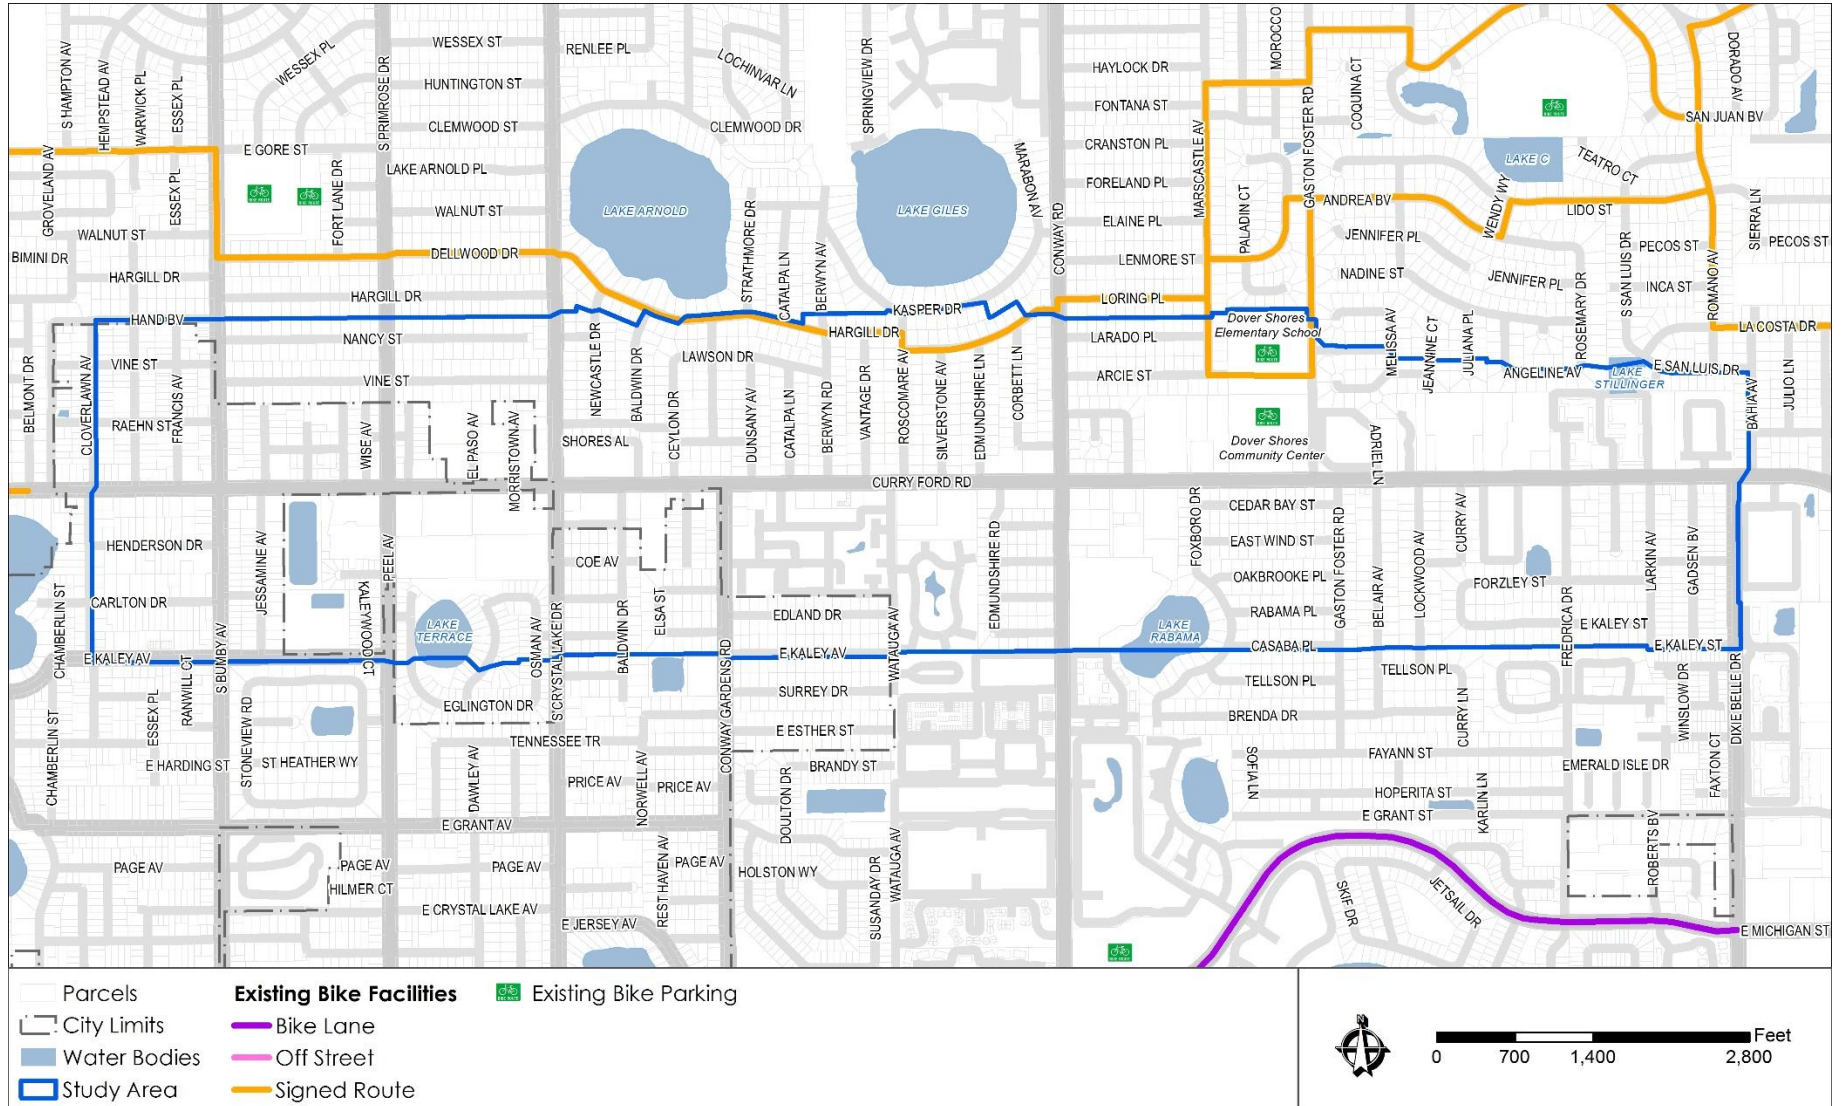 S HAMPTON AV
HEMPSTEAD AV
WARWICK PL
ESSEX PL
WESSEX PL
S PRIMROSE DR
WESSEX ST
RENLEE PL
LOCHINVAR LN
SPRINGVIEW DR
HAYLOCK DR
MOROCCO
COQUINA CT
DORADO AV
HUNTINGTON ST
FONTANA ST
CLEMWOOD ST
CLEMWOOD DR
SAN JUAN BV
GROVELAND AV
E GORE ST
FORT LANE DR
LAKE ARNOLD PL
MARABON AV
CRANSTON PL
MARSCASTLE AV
GASTON FOSTER RD
LAKE C
TEATRO CT
ESSEX PL
WALNUT ST
LAKE ARNOLD
LAKE GILES
FORELAND PL
PALADIN CT
ANDREA BV
WENDY WY
LIDO ST
SIERRA LN
WALNUT ST
ELAINE PL
CONWAY RD
JENNIFER PL
S SAN LUIS DR
PECOS ST
PECOS ST
BIMINI DR
DELLWOOD DR
STRATHMORE DR
CATALPA LN
BERWYN AV
LENMORE ST
NADINE ST
JENNIFER PL
ROSEMARY DR
INCA ST
ROMANO AV
HARGILL DR
HARGILL DR
KASPER DR
LORING PL
HAND BV
NANCY ST
NEWCASTLE DR
HARGILL DR
LARADO PL
Dover Shores
Elementary School
MELISSA AV
JEANNINE CT
JULIANA PL
LA COSTA DR
BELMONT DR
CLOVERLAWN AV
VINE ST
VINE ST
BALDWIN DR
LAWSON DR
ARCIE ST
ANGELINE AV
LAKE
STILLINGER
E SAN LUIS DR
BAHIA AV
JULIO LN
FRANCIS AV
RAEHN ST
WISE AV
EL PASO AV
MORRISTOWN AV
SHORES AL
CEYLON DR
DUNSANY AV
CATALPA LN
BERWYN RD
VANTAGE DR
ROSCOMARE AV
SILVERSTONE AV
EDMUNDSHIRE LN
CORBETT LN
Dover Shores
Community Center
ADRIEL LN
CURRY FORD RD
FOXBORO DR
CEDAR BAY ST
GASTON FOSTER RD
HENDERSON DR
JESSAMINE AV
PEEL AV
COE AV
EDMUNDSHIRE RD
EAST WIND ST
BEL AIR AV
LOCKWOOD AV
CURRY AV
FORZLEY ST
LARKIN AV
GADSEN BV
OAKBROOKE PL
CHAMBERLIN ST
CARLTON DR
KALEYWOOD CT
LAKE
TERRACE
ELSA ST
EDLAND DR
LAKE
RABAMA
RABAMA PL
FREDRICA DR
E KALEY ST
E KALEY AV
S BUMBY AV
OSMAN AV
S CRYSTAL LAKE DR
BALDWIN DR
CONWAY GARDENS RD
E KALEY AV
WATAUGA AV
CASABA PL
E KALEY ST
RANWILL CT
ESSEX PL
STONEVIEW RD
EGLINGTON DR
SURREY DR
TELLSON PL
TELLSON PL
WINSLOW DR
DIXIE BELLE DR
CHAMBERLIN ST
TENNESSEE TR
E ESTHER ST
BRENDA DR
CURRY LN
E HARDING ST
ST HEATHER WY
DAWLEY AV
PRICE AV
NORWELL AV
PRICE AV
BRANDY ST
DOULTON DR
SOFIA LN
FAYANN ST
EMERALD ISLE DR
FAXTON CT
HOPERITA ST
KARLIN LN
E GRANT AV
E GRANT ST
PAGE AV
PAGE AV
PAGE AV
PAGE AV
REST HAVEN AV
HOLSTON WY
SUSANDAY DR
WATAUGA AV
ROBERTS BV
HILMER CT
E CRYSTAL LAKE AV
E JERSEY AV
SKIF DR
JETSAIL DR
E MICHIGAN ST
Parcels
City Limits
Water Bodies
Study Area
Existing Bike Facilities
Bike Lane
Off Street
Signed Route
Existing Bike Parking
N
Feet
0 700 1,400 2,800